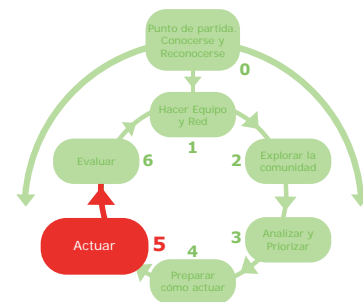 Punto de partida.
Conocerse y
Reconocerse
0
Hacer Equipo
y Red
1
Explorar la
comunidad
2
Analizar y
Priorizar
3
Preparar
cómo actuar
4
Actuar
5
Evaluar
6